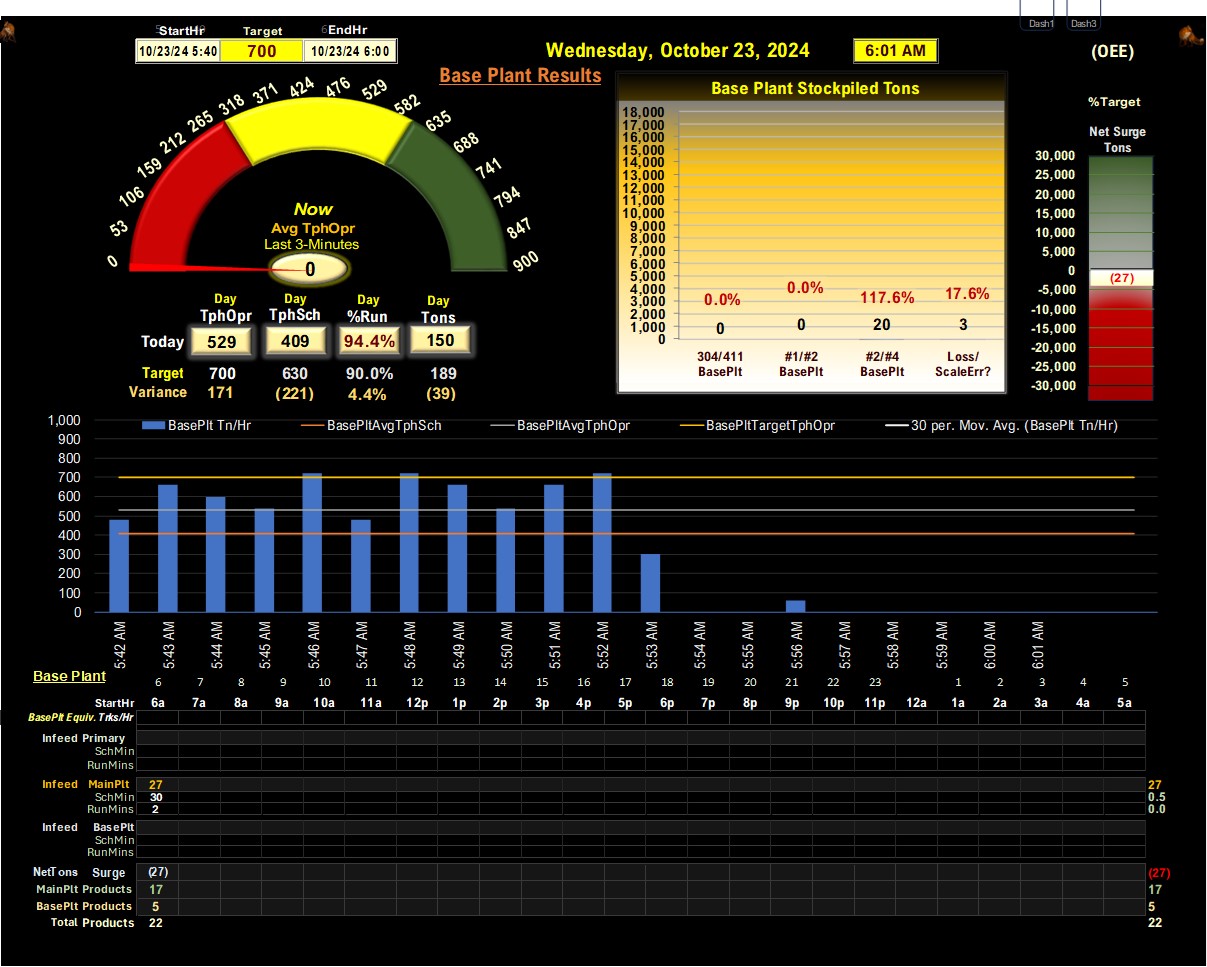 Dash1 Dash3
StartHr Target EndHr
10/23/24 5:40 700 10/23/24 6:00
Wednesday, October 23, 2024 6:01 AM (OEE)
Base Plant Results
0 53 106 159 212 265 318 371 424 476 529 582 635 688 741 794 847 900
Now
Avg TphOpr
Last 3-Minutes
0
Day Day Day Day
TphOpr TphSch %Run Tons
Today 529 409 94.4% 150
Target 700 630 90.0% 189
Variance 171 (221) 4.4% (39)
Base Plant Stockpiled Tons
18,000
17,000
16,000
15,000
14,000
13,000
12,000
11,000
10,000
9,000
8,000
7,000
6,000
5,000
4,000
3,000
2,000
1,000
0
0.0% 0.0% 117.6% 17.6%
0 0 20 3
304/411 #1/#2 #2/#4 Loss/
BasePlt BasePlt BasePlt ScaleErr?
%Target
Net Surge
Tons
30,000
25,000
20,000
15,000
10,000
5,000
0
(27)
-5,000
-10,000
-15,000
-20,000
-25,000
-30,000
BasePlt Tn/Hr BasePltAvgTphSch BasePltAvgTphOpr BasePltTargetTphOpr 30 per. Mov. Avg. (BasePlt Tn/Hr)
1,000
900
800
700
600
500
400
300
200
100
0
5:42 AM 5:43 AM 5:44 AM 5:45 AM 5:46 AM 5:47 AM 5:48 AM 5:49 AM 5:50 AM 5:51 AM 5:52 AM 5:53 AM 5:54 AM 5:55 AM 5:56 AM 5:57 AM 5:58 AM 5:59 AM 6:00 AM 6:01 AM
Base Plant
6 7 8 9 10 11 12 13 14 15 16 17 18 19 20 21 22 23 1 2 3 4 5
StartHr 6a 7a 8a 9a 10a 11a 12p 1p 2p 3p 4p 5p 6p 7p 8p 9p 10p 11p 12a 1a 2a 3a 4a 5a
BasePlt Equiv. Trks/Hr
Infeed Primary
SchMin
RunMins
Infeed MainPlt 27 27
SchMin 30 0.5
RunMins 2 0.0
Infeed BasePlt
SchMin
RunMins
NetTons Surge (27) (27)
MainPlt Products 17 17
BasePlt Products 5 5
Total Products 22 22